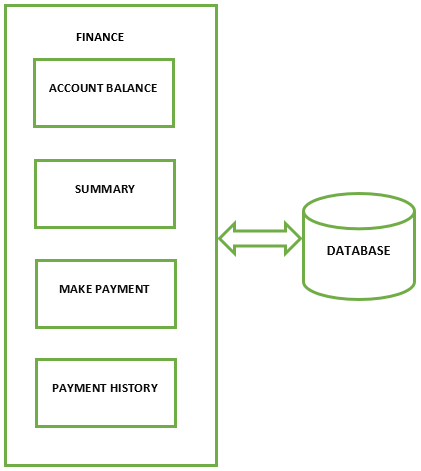 FINANCE
ACCOUNT BALANCE
SUMMARY
DATABASE
MAKE PAYMENT
PAYMENT HISTORY